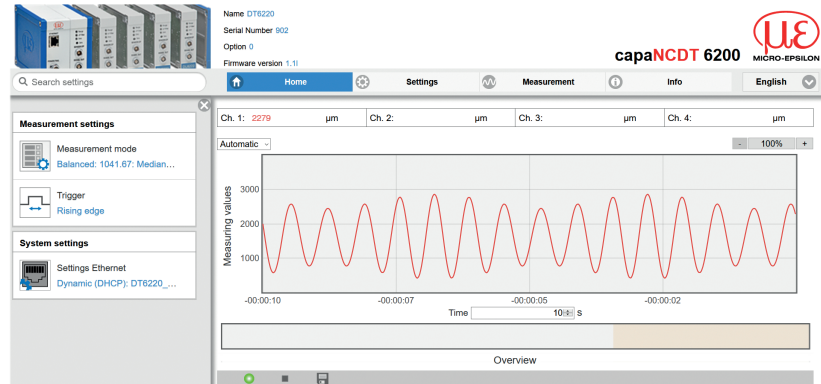 Name DT6220
Serial Number 902
Option 0
Firmware version 1.1l
capaNCDT 6200
µε
MICRO-EPSILON
Search settings
Home Settings Measurement Info English
Measurement settings
Measurement mode
Balanced: 1041.67: Median...
Trigger
Rising edge
System settings
Settings Ethernet
Dynamic (DHCP): DT6220_...
Ch. 1: 2279 µm Ch. 2: µm Ch. 3: µm Ch. 4: µm
Automatic - 100% +
Measuring values
3000
2000
1000
-00:00:10 -00:00:07 -00:00:05 -00:00:02
Time 10 s
Overview